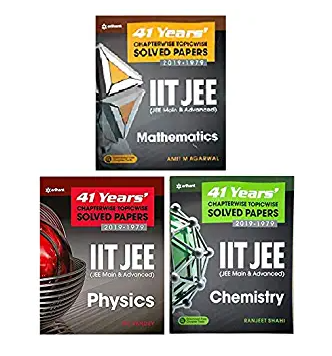 arihant
41 Years'
CHAPTERWISE TOPICWISE
SOLVED PAPERS
2019-1979
IIT JEE
(JEE Main & Advanced)
Mathematics
AMIT M AGARWAL
arihant
41 Years'
CHAPTERWISE TOPICWISE
SOLVED PAPERS
2019-1979
IIT JEE
(JEE Main & Advanced)
Physics
arihant
41 Years'
CHAPTERWISE TOPICWISE
SOLVED PAPERS
2019-1979
IIT JEE
(JEE Main & Advanced)
Chemistry
RANJEET SHAHI